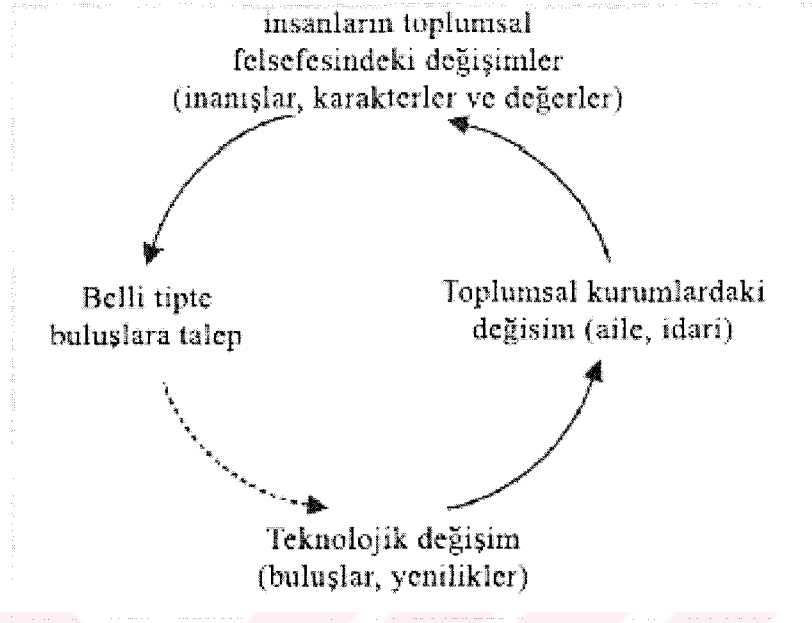 insanların toplumsal
felsefesindeki değişimler
(inanışlar, karakterler ve değerler)
Belli tipte
buluşlara talep
Toplumsal kurumlardaki
değisim (aile, idari)
Teknolojik değişim
(buluşlar, yenilikler)